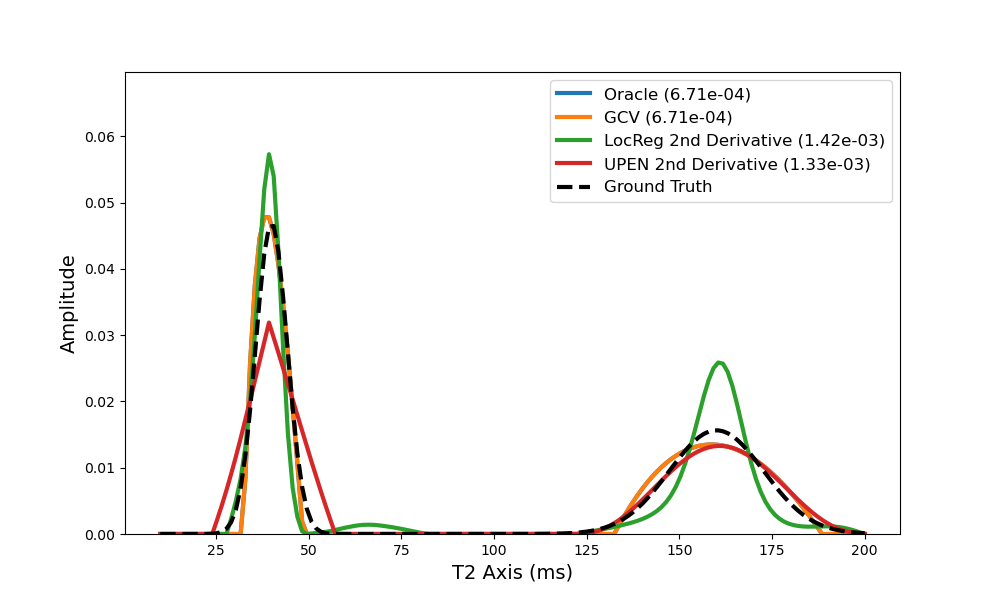 Oracle (6.71e-04)
GCV (6.71e-04)
LocReg 2nd Derivative (1.42e-03)
UPEN 2nd Derivative (1.33e-03)
Ground Truth
Amplitude
0.06
0.05
0.04
0.03
0.02
0.01
0.00
25 50 75 100 125 150 175 200
T2 Axis (ms)